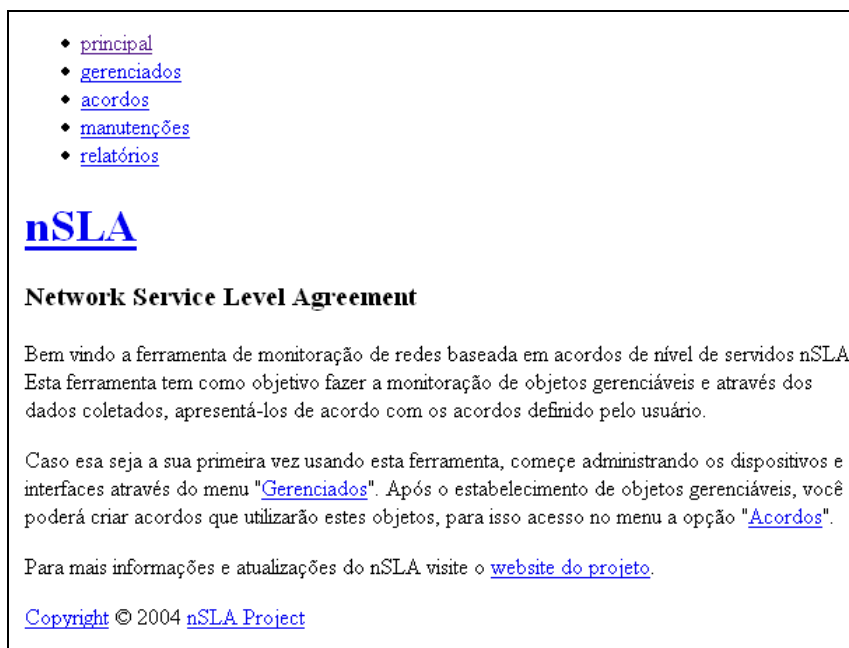 principal
gerenciados
acordos
manutenções
relatórios
nSLA
Network Service Level Agreement
Bem vindo a ferramenta de monitoração de redes baseada em acordos de nível de servidos nSLA
Esta ferramenta tem como objetivo fazer a monitoração de objetos gerenciáveis e através dos
dados coletados, apresentá-los de acordo com os acordos definido pelo usuário.
Caso esa seja a sua primeira vez usando esta ferramenta, começe administrando os dispositivos e
interfaces através do menu "Gerenciados". Após o estabelecimento de objetos gerenciáveis, você
poderá criar acordos que utilizarão estes objetos, para isso acesso no menu a opção "Acordos".
Para mais informações e atualizações do nSLA visite o website do projeto.
Copyright © 2004 nSLA Project